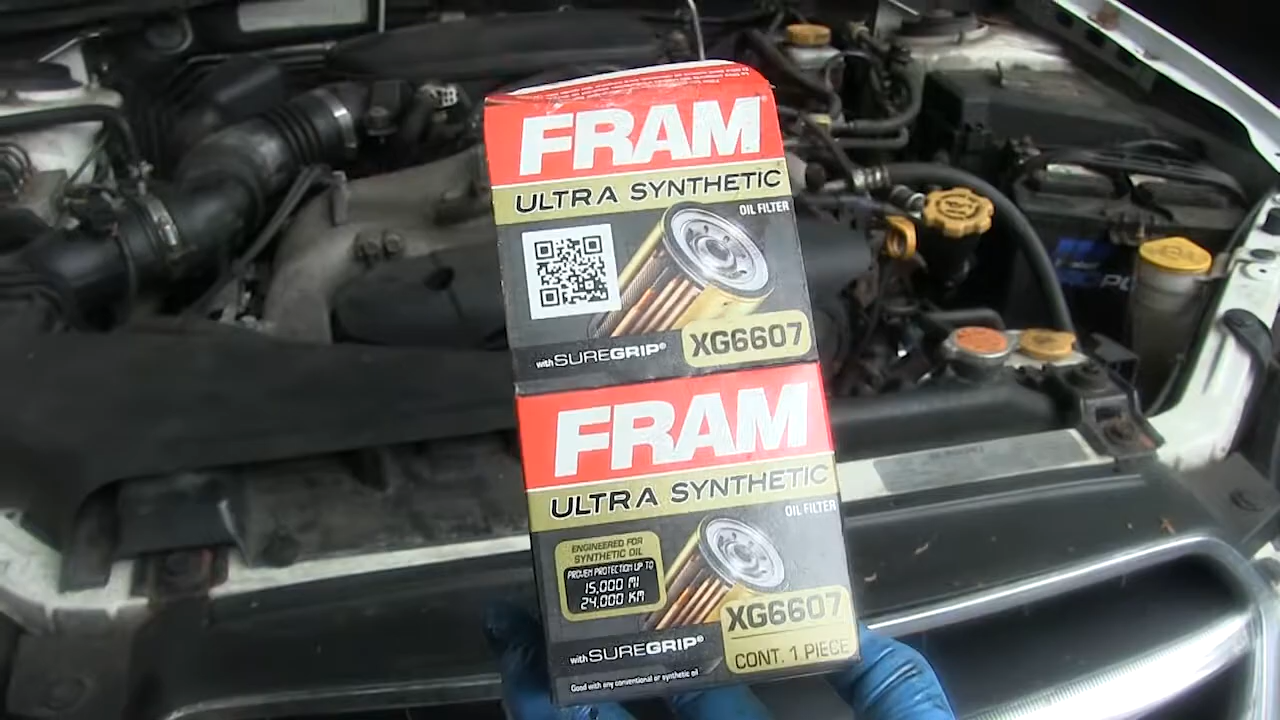 FRAM
ULTRA SYNTHETIC
OIL FILTER
XG6607
with SUREGRIP®
FRAM
ULTRA SYNTHETIC
OIL FILTER
ENGINEERED FOR
SYNTHETIC OIL
PROVEN PROTECTION UP TO
15,000 MI
24,000 KM
XG6607
with SUREGRIP®
CONT. 1 PIECE
Good with any conventional or synthetic oil